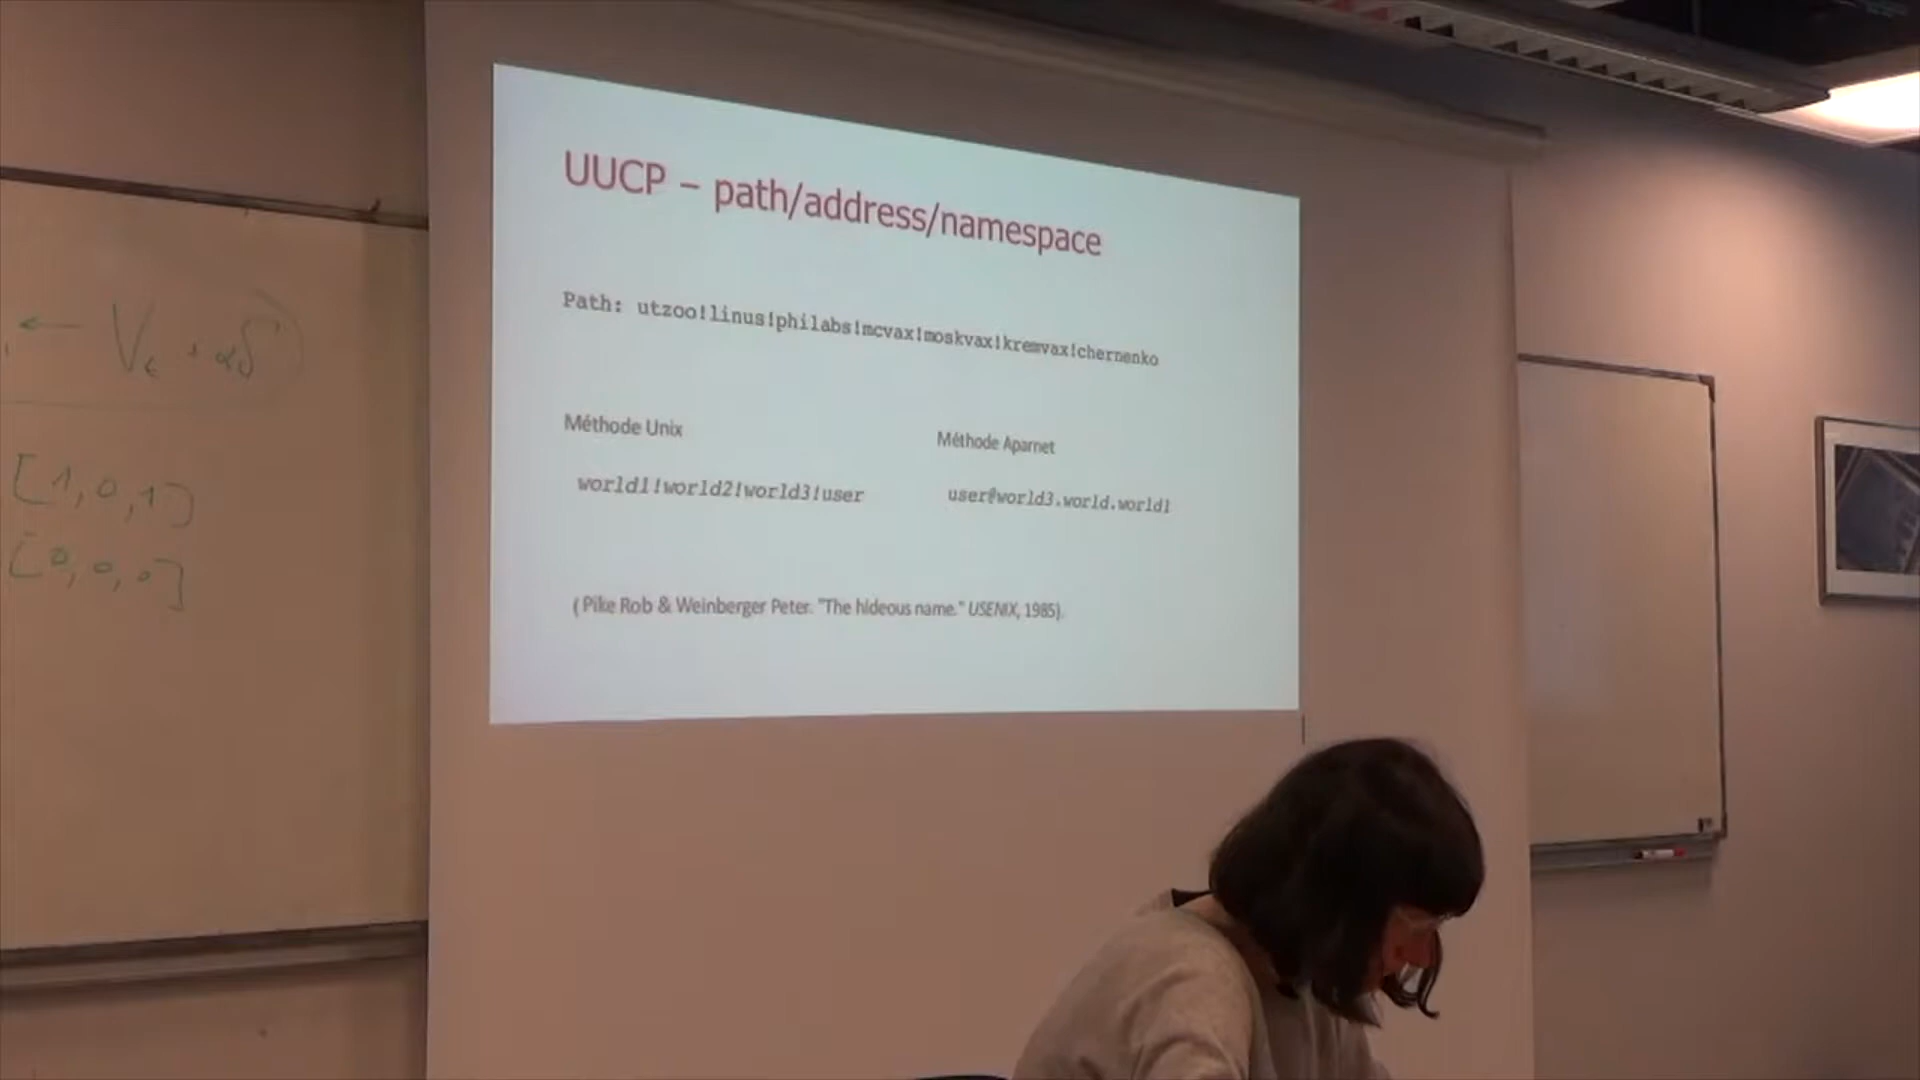 UUCP – path/address/namespace
Path: utzoo!linus!philabs!mcvax!moskvax!kremvax!chernenko
Méthode Unix
Méthode Aparnet
world1!world2!world3!user
user@world3.world.world1
( Pike Rob & Weinberger Peter. "The hideous name." USENIX, 1985).
[1,0,1]
[0,0,0]